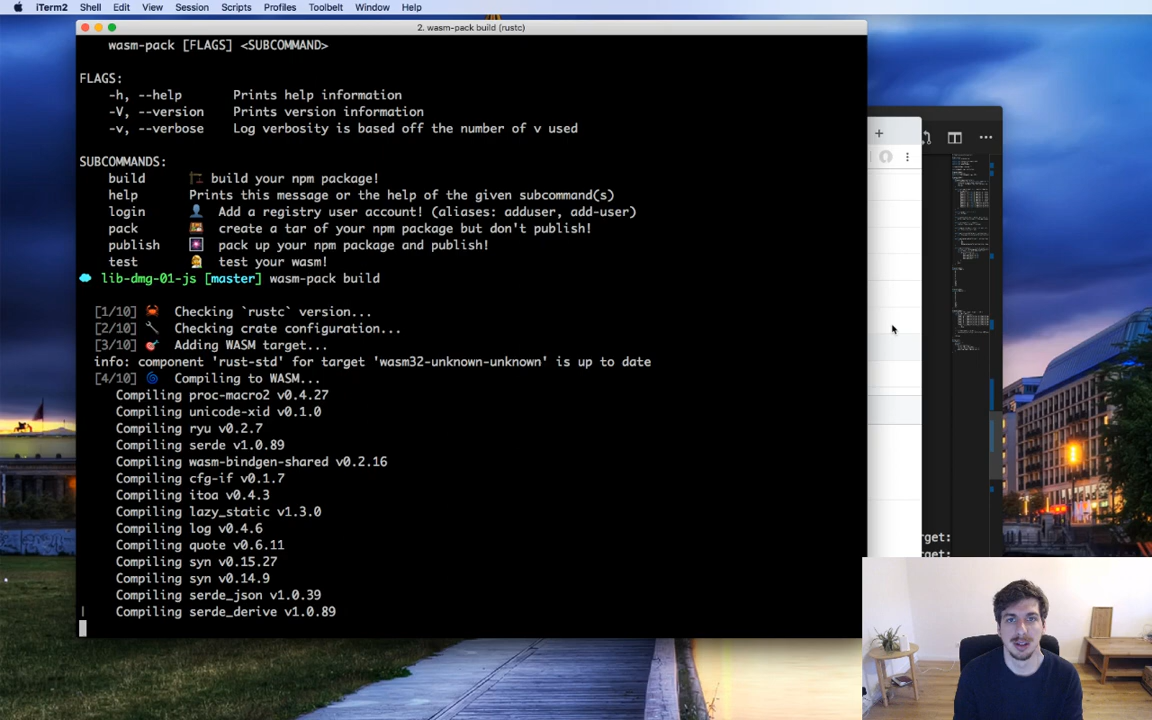 iTerm2 Shell Edit View Session Scripts Profiles Toolbelt Window Help
2. wasm-pack build (rustc)
wasm-pack [FLAGS] <SUBCOMMAND>
FLAGS:
-h, --help Prints help information
-V, --version Prints version information
-v, --verbose Log verbosity is based off the number of v used
SUBCOMMANDS:
build build your npm package!
help Prints this message or the help of the given subcommand(s)
login Add a registry user account! (aliases: adduser, add-user)
pack create a tar of your npm package but don't publish!
publish pack up your npm package and publish!
test test your wasm!
lib-dmg-01-js [master] wasm-pack build
[1/10] Checking `rustc` version...
[2/10] Checking crate configuration...
[3/10] Adding WASM target...
info: component 'rust-std' for target 'wasm32-unknown-unknown' is up to date
[4/10] Compiling to WASM...
Compiling proc-macro2 v0.4.27
Compiling unicode-xid v0.1.0
Compiling ryu v0.2.7
Compiling serde v1.0.89
Compiling wasm-bindgen-shared v0.2.16
Compiling cfg-if v0.1.7
Compiling itoa v0.4.3
Compiling lazy_static v1.3.0
Compiling log v0.4.6
Compiling quote v0.6.11
Compiling syn v0.15.27
Compiling syn v0.14.9
Compiling serde_json v1.0.39
| Compiling serde_derive v1.0.89
rget:
rget: